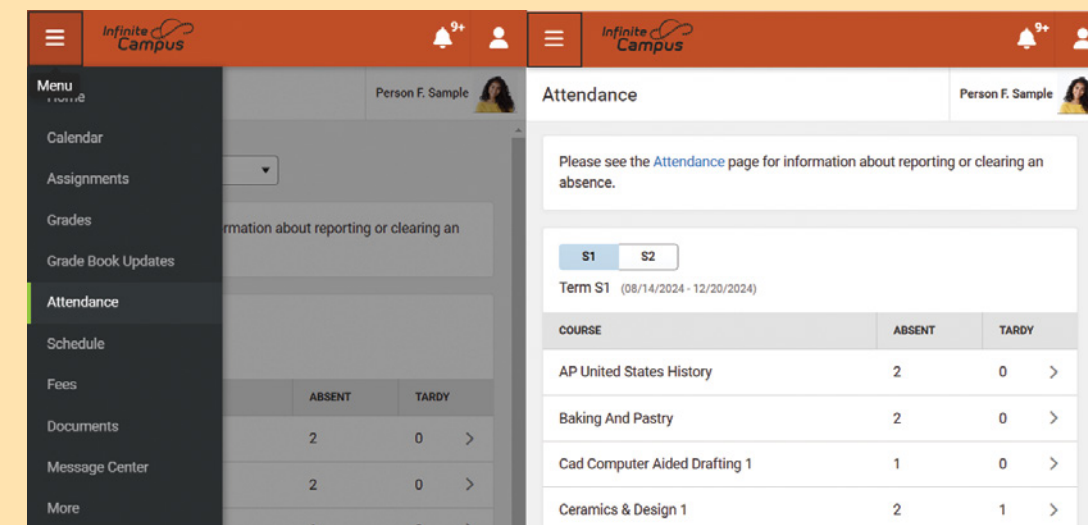 Infinite
Campus
9+
Menu
Home
Person F. Sample
Calendar
Assignments
Grades
rmation about reporting or clearing an
Grade Book Updates
Attendance
Schedule
Fees
ABSENT TARDY
Documents
2 0 >
Message Center
2 0 >
More
Infinite
Campus
9+
Attendance
Person F. Sample
Please see the Attendance page for information about reporting or clearing an
absence.
S1 S2
Term S1 (08/14/2024 - 12/20/2024)
COURSE ABSENT TARDY
AP United States History 2 0 >
Baking And Pastry 2 0 >
Cad Computer Aided Drafting 1 1 0 >
Ceramics & Design 1 2 1 >